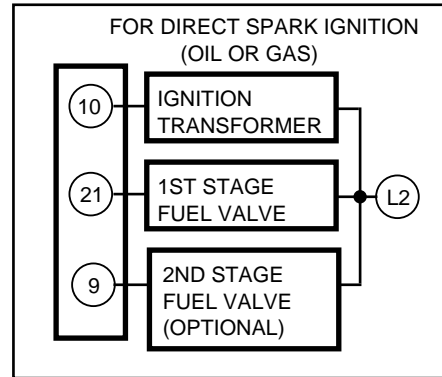 FOR DIRECT SPARK IGNITION
(OIL OR GAS)
10
IGNITION
TRANSFORMER
21
1ST STAGE
FUEL VALVE
L2
9
2ND STAGE
FUEL VALVE
(OPTIONAL)